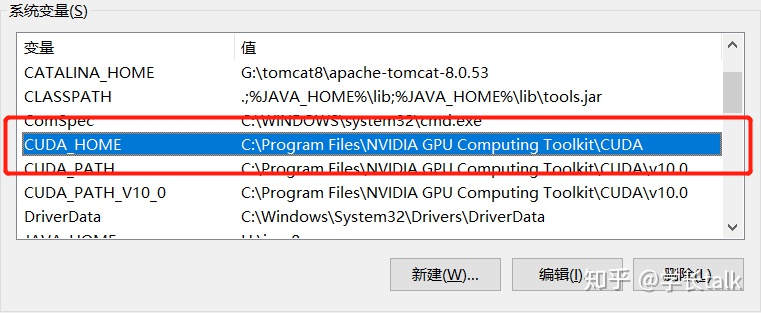 系统变量(S)
变量 值
CATALINA_HOME G:\tomcat8\apache-tomcat-8.0.53
CLASSPATH .;%JAVA_HOME%\lib;%JAVA_HOME%\lib\tools.jar
ComSpec C:\WINDOWS\system32\cmd.exe
CUDA_HOME C:\Program Files\NVIDIA GPU Computing Toolkit\CUDA
CUDA_PATH C:\Program Files\NVIDIA GPU Computing Toolkit\CUDA\v10.0
CUDA_PATH_V10_0 C:\Program Files\NVIDIA GPU Computing Toolkit\CUDA\v10.0
DriverData C:\Windows\System32\Drivers\DriverData
新建(W)... 编辑(I)... 删除(L)
知乎 @学长talk